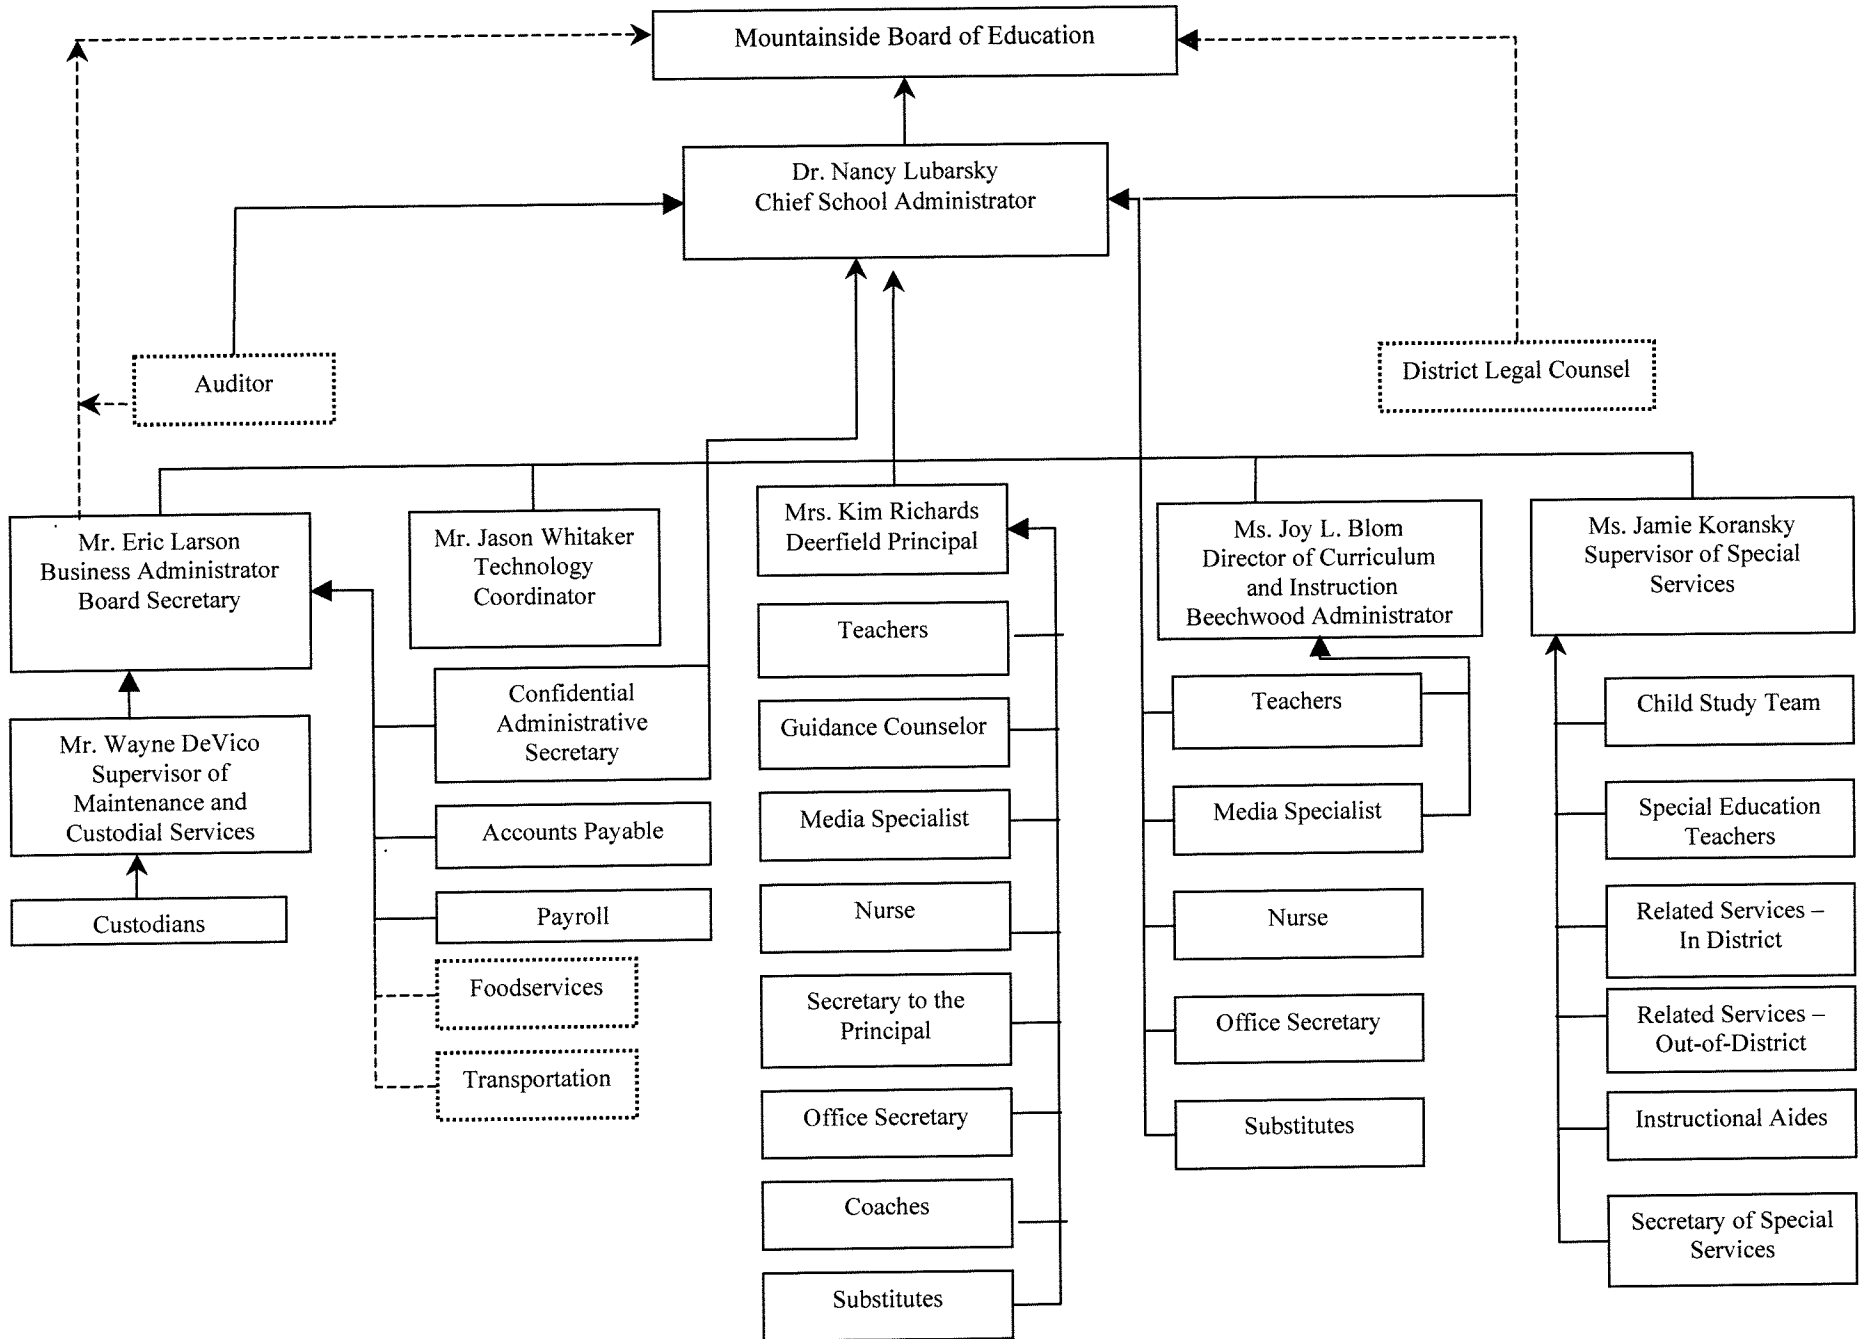 Mountainside Board of Education
Dr. Nancy Lubarsky
Chief School Administrator
Auditor
District Legal Counsel
Mr. Eric Larson
Business Administrator
Board Secretary
Mr. Jason Whitaker
Technology
Coordinator
Mrs. Kim Richards
Deerfield Principal
Ms. Joy L. Blom
Director of Curriculum
and Instruction
Beechwood Administrator
Ms. Jamie Koransky
Supervisor of Special
Services
Mr. Wayne DeVico
Supervisor of
Maintenance and
Custodial Services
Custodians
Confidential
Administrative
Secretary
Accounts Payable
Payroll
Foodservices
Transportation
Teachers
Guidance Counselor
Media Specialist
Nurse
Secretary to the
Principal
Office Secretary
Coaches
Substitutes
Teachers
Media Specialist
Nurse
Office Secretary
Substitutes
Child Study Team
Special Education
Teachers
Related Services –
In District
Related Services –
Out-of-District
Instructional Aides
Secretary of Special
Services